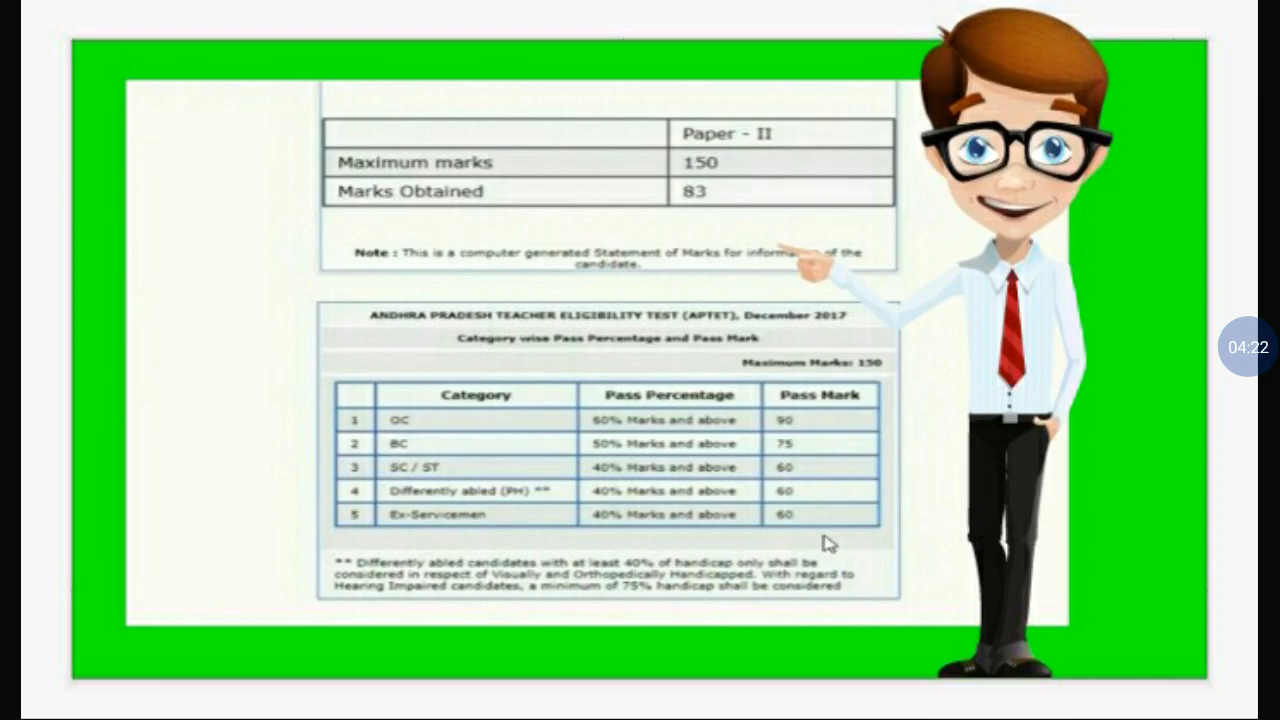 Paper - II
Maximum marks 150
Marks Obtained 83
Note : This is a computer generated Statement of Marks for information of the
candidate.
ANDHRA PRADESH TEACHER ELIGIBILITY TEST (APTET), December 2017
Category wise Pass Percentage and Pass Mark
Maximum Marks: 150
Category Pass Percentage Pass Mark
1 OC 60% Marks and above 90
2 BC 50% Marks and above 75
3 SC / ST 40% Marks and above 60
4 Differently abled (PH) ** 40% Marks and above 60
5 Ex-Servicemen 40% Marks and above 60
** Differently abled candidates with at least 40% of handicap only shall be
considered in respect of Visually and Orthopedically Handicapped. With regard to
Hearing Impaired candidates, a minimum of 75% handicap shall be considered
04:22